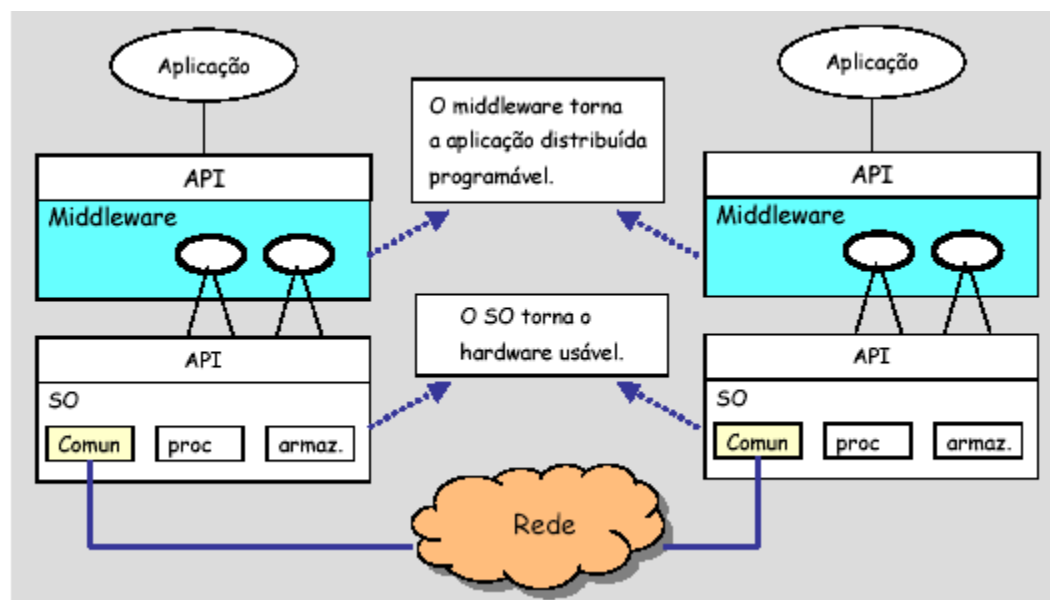 Aplicação
API
Middleware
API
SO
Comun
proc
armaz.
O middleware torna
a aplicação distribuída
programável.
O SO torna o
hardware usável.
Rede
Aplicação
API
Middleware
API
SO
Comun
proc
armaz.